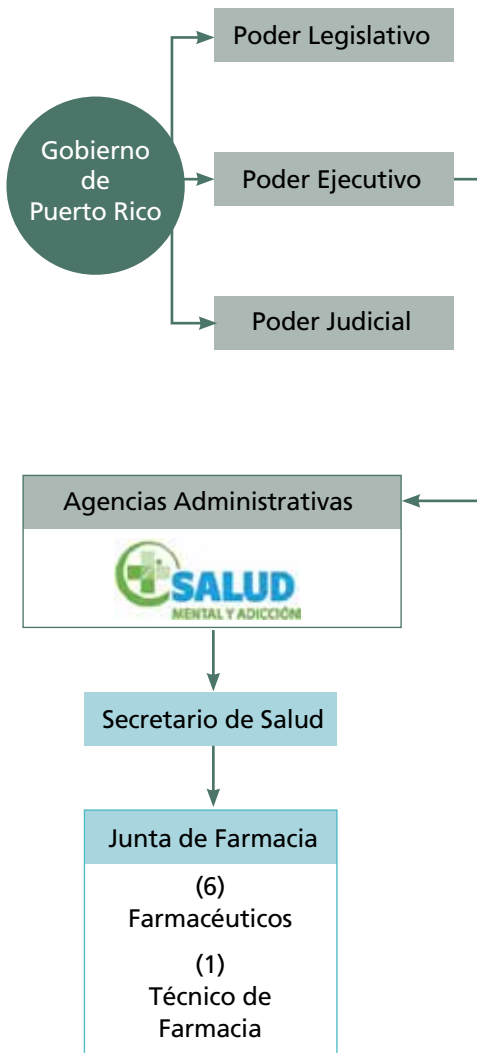 Poder Legislativo
Gobierno
de
Puerto Rico
Poder Ejecutivo
Poder Judicial
Agencias Administrativas
SALUD
MENTAL Y ADICCIÓN
Secretario de Salud
Junta de Farmacia
(6)
Farmacéuticos
(1)
Técnico de
Farmacia